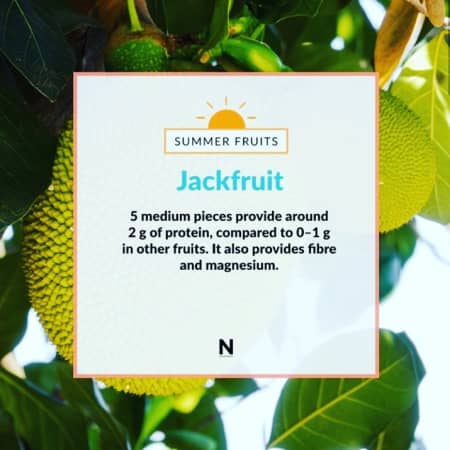 SUMMER FRUITS
Jackfruit
5 medium pieces provide around
2 g of protein, compared to 0–1 g
in other fruits. It also provides fibre
and magnesium.
N